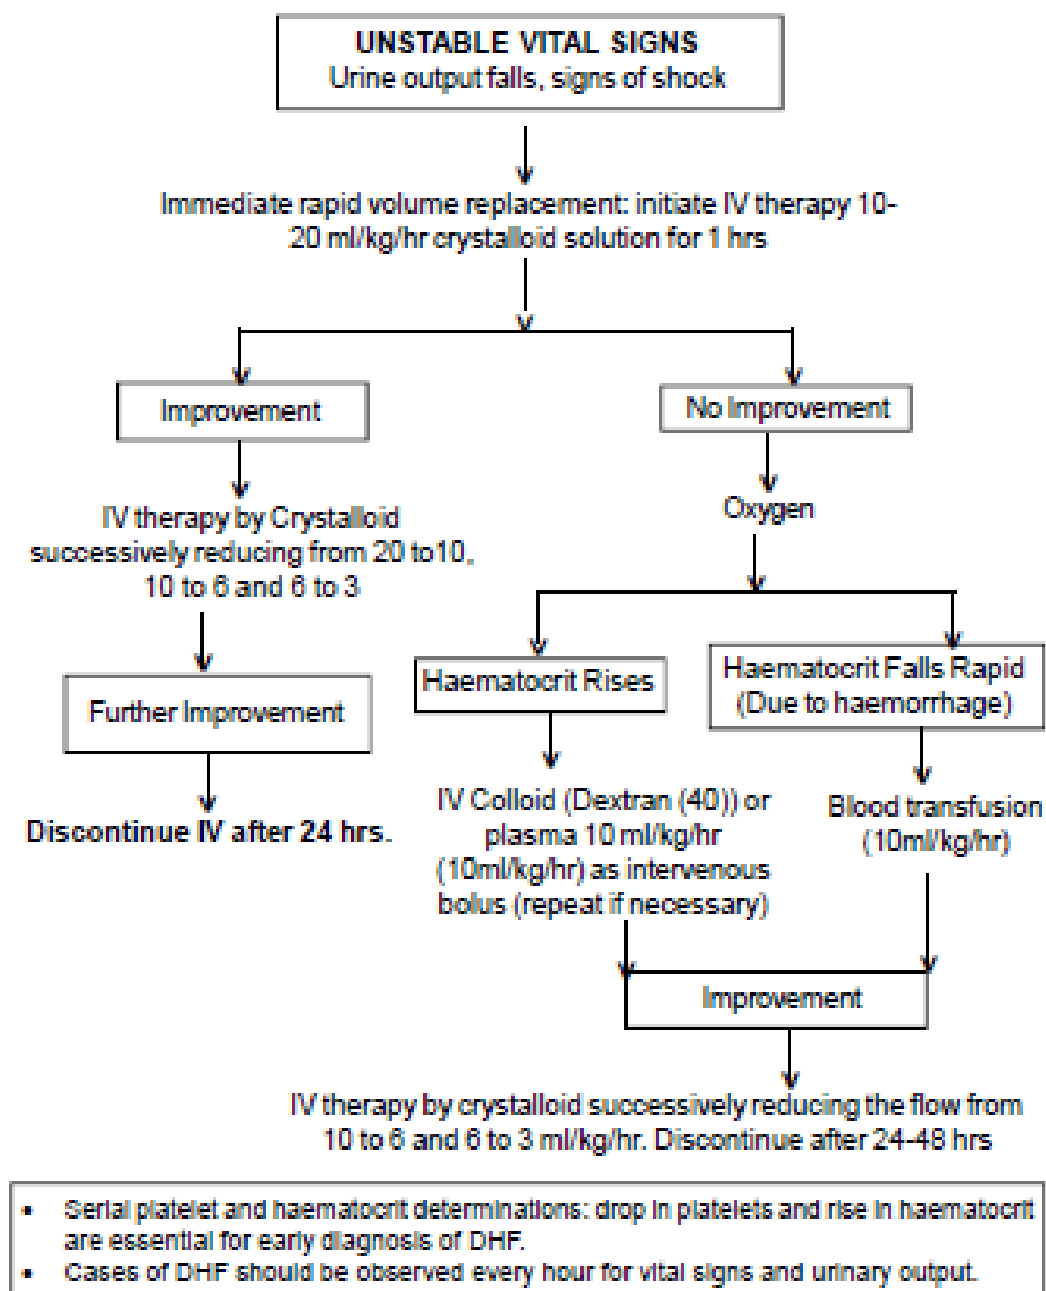 UNSTABLE VITAL SIGNS
Urine output falls, signs of shock
Immediate rapid volume replacement: initiate IV therapy 10-
20 ml/kg/hr crystalloid solution for 1 hrs
Improvement
No Improvement
IV therapy by Crystalloid
successively reducing from 20 to10,
10 to 6 and 6 to 3
Oxygen
Further Improvement
Haematocrit Rises
Haematocrit Falls Rapid
(Due to haemorrhage)
Discontinue IV after 24 hrs.
IV Colloid (Dextran (40)) or
plasma 10 ml/kg/hr
(10ml/kg/hr) as intervenous
bolus (repeat if necessary)
Blood transfusion
(10ml/kg/hr)
Improvement
IV therapy by crystalloid successively reducing the flow from
10 to 6 and 6 to 3 ml/kg/hr. Discontinue after 24-48 hrs
• Serial platelet and haematocrit determinations: drop in platelets and rise in haematocrit
are essential for early diagnosis of DHF.
• Cases of DHF should be observed every hour for vital signs and urinary output.